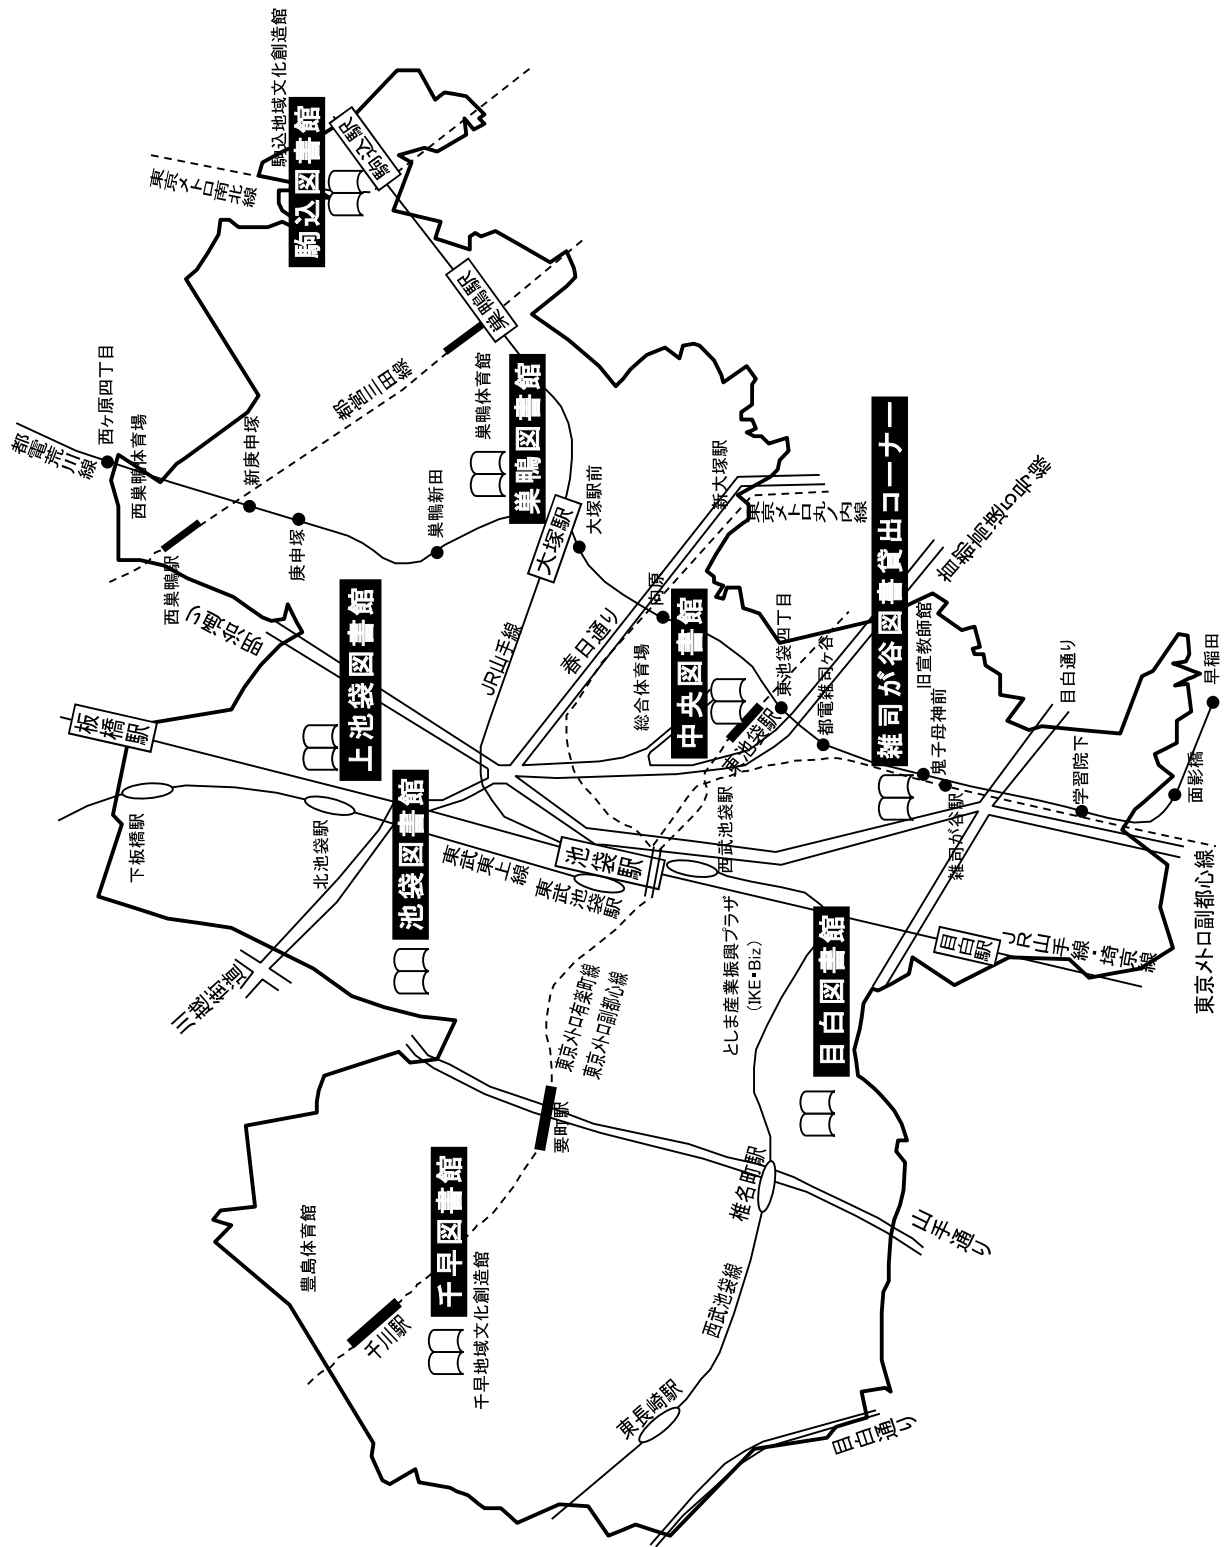 駒込地域文化創造館
駒込図書館
駒込駅
東京メトロ南北線
巣鴨駅
都営三田線
西ヶ原四丁目
都電荒川線
西巣鴨体育場
新庚申塚
庚申塚
西巣鴨駅
巣鴨新田
巣鴨体育館
巣鴨図書館
大塚駅
大塚駅前
新大塚駅
東京メトロ丸ノ内線
明治通り
上池袋図書館
JR山手線
春日通り
向原
総合体育場
中央図書館
東池袋四丁目
東池袋駅
都電雑司ヶ谷
雑司が谷図書貸出コーナー
首都高速5号線
旧宣教師館
鬼子母神前
雑司が谷駅
目白通り
学習院下
面影橋
早稲田
板橋駅
下板橋駅
北池袋駅
池袋図書館
東武東上線
東武池袋駅
池袋駅
西武池袋駅
としま産業振興プラザ
（IKE・Biz）
目白図書館
目白駅
JR山手線・埼京線
東京メトロ副都心線
川越街道
東京メトロ有楽町線
東京メトロ副都心線
要町駅
千早図書館
千早地域文化創造館
千川駅
豊島体育館
椎名町駅
西武池袋線
東長崎駅
山手通り
目白通り